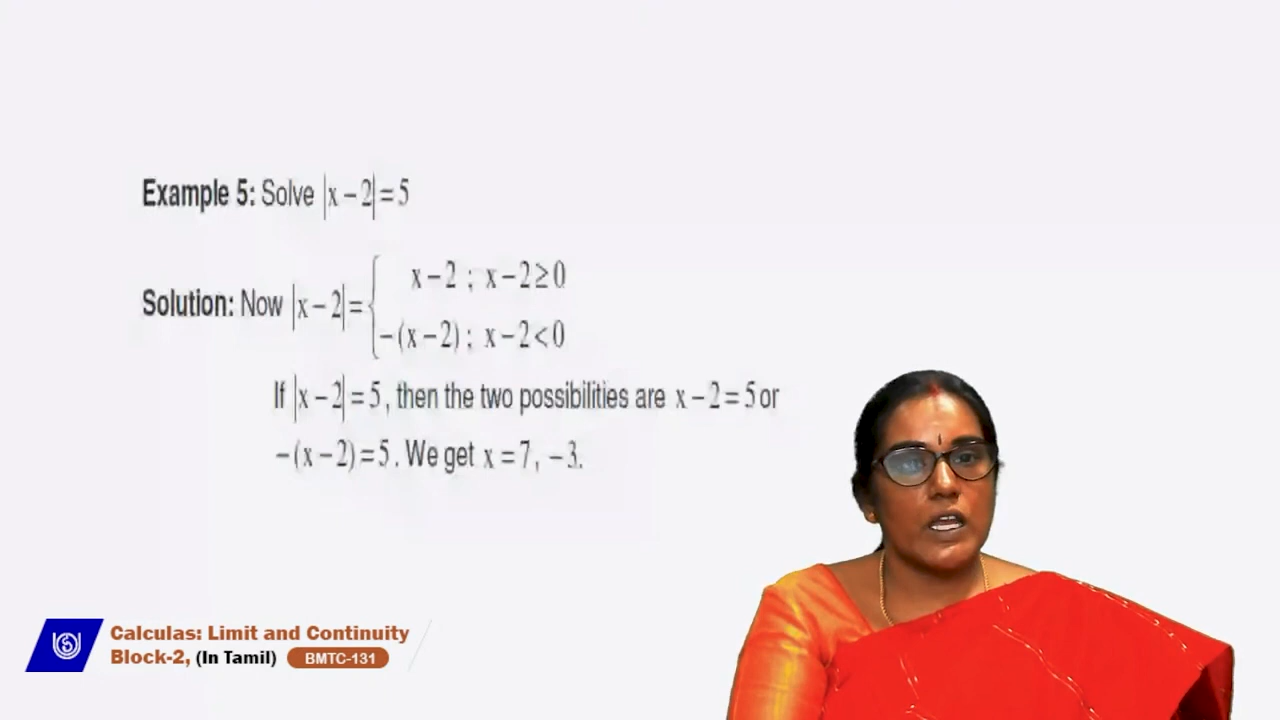 Example 5: Solve |x – 2| = 5
Solution: Now |x – 2| = { x – 2 ; x – 2 ≥ 0
–(x – 2) ; x – 2 < 0
If |x – 2| = 5, then the two possibilities are x – 2 = 5 or
–(x – 2) = 5. We get x = 7, –3.
Calculas: Limit and Continuity
Block-2, (In Tamil) BMTC-131